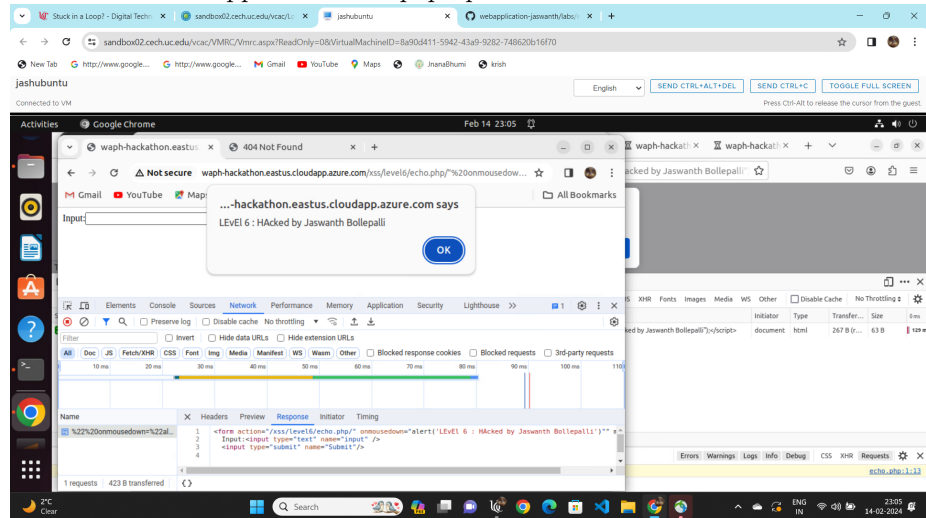 Stuck in a Loop? - Digital Techn
sandbox02.cech.uc.edu/vcac/
jashubuntu
webapplication-jaswanth/labs/
sandbox02.cech.uc.edu/vcac/VMRC/Vmrc.aspx?ReadOnly=0&VirtualMachineID=8a90d411-5942-43a9-9282-748620b16f70
New Tab
http://www.google...
http://www.google...
Gmail
YouTube
Maps
JnanaBhumi
krish
jashubuntu
English
SEND CTRL+ALT+DEL
SEND CTRL+C
TOGGLE FULL SCREEN
Connected to VM
Press Ctrl-Alt to release the cursor from the guest.
Activities
Google Chrome
Feb 14 23:05
waph-hackathon.eastus
404 Not Found
waph-hackath
waph-hackath
Not secure
waph-hackathon.eastus.cloudapp.azure.com/xss/level6/echo.php/"%20onmousedow...
acked by Jaswanth Bollepalli"
Gmail
YouTube
Maps
All Bookmarks
...-hackathon.eastus.cloudapp.azure.com says
LEvEl 6 : HAcked by Jaswanth Bollepalli
OK
Input:
Elements Console Sources Network Performance Memory Application Security Lighthouse
1
XHR Fonts Images Media WS Other Disable Cache No Throttling
Preserve log Disable cache No throttling
Initiator Type Transfer... Size
Filter
Invert Hide data URLs Hide extension URLs
ked by Jaswanth Bollepalli");</script> document html 267 B (r... 63 B
All Doc JS Fetch/XHR CSS Font Img Media Manifest WS Wasm Other Blocked response cookies Blocked requests 3rd-party requests
10 ms 20 ms 30 ms 40 ms 50 ms 60 ms 70 ms 80 ms 90 ms 100 ms
Name
Headers Preview Response Initiator Timing
%22%20onmousedown=%22al...
1 <form action="/xss/level6/echo.php/" onmousedown="alert('LEvEl 6 : HAcked by Jaswanth Bollepalli')""
2 Input:<input type="text" name="input" />
3 <input type="submit" name="Submit"/>
4
Errors Warnings Logs Info Debug CSS XHR Requests
echo.php:1:13
1 requests 423 B transferred
2°C
Clear
Search
ENG
IN
23:05
14-02-2024